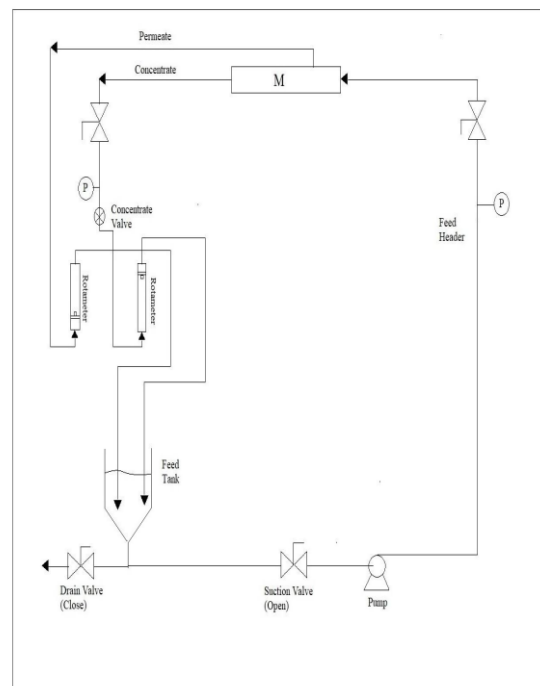 Permeate
Concentrate
M
P
Concentrate
Valve
P
Feed
Header
Rotameter
Rotameter
Feed
Tank
Drain Valve
(Close)
Suction Valve
(Open)
Pump